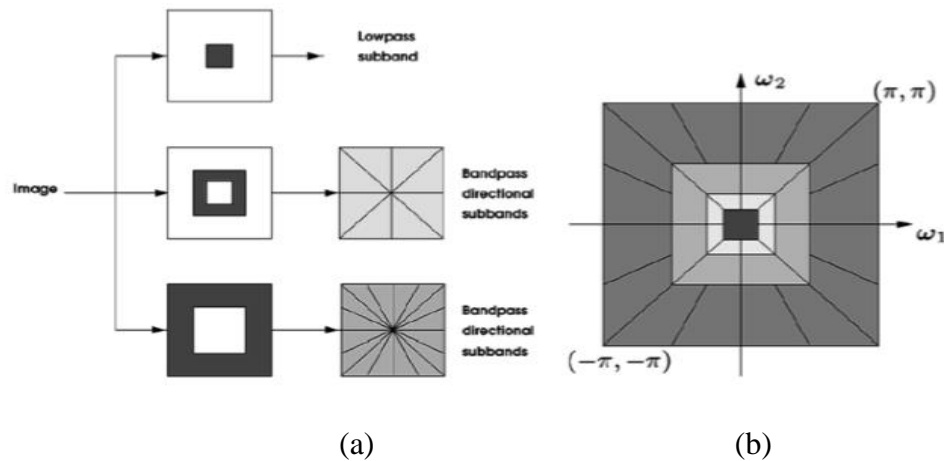 Lowpass
subband
Image
Bandpass
directional
subbands
Bandpass
directional
subbands
(a)
ω₂
(π, π)
ω₁
(−π, −π)
(b)